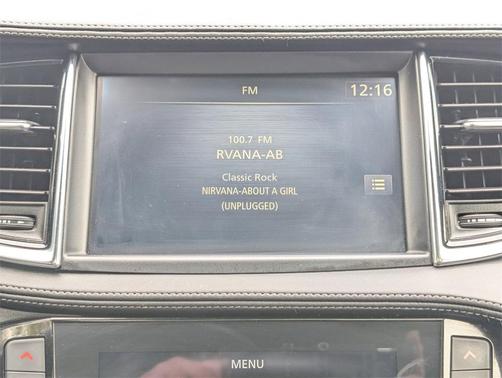 FM 12:16
100.7 FM
RVANA-AB
Classic Rock
NIRVANA-ABOUT A GIRL
(UNPLUGGED)
MENU